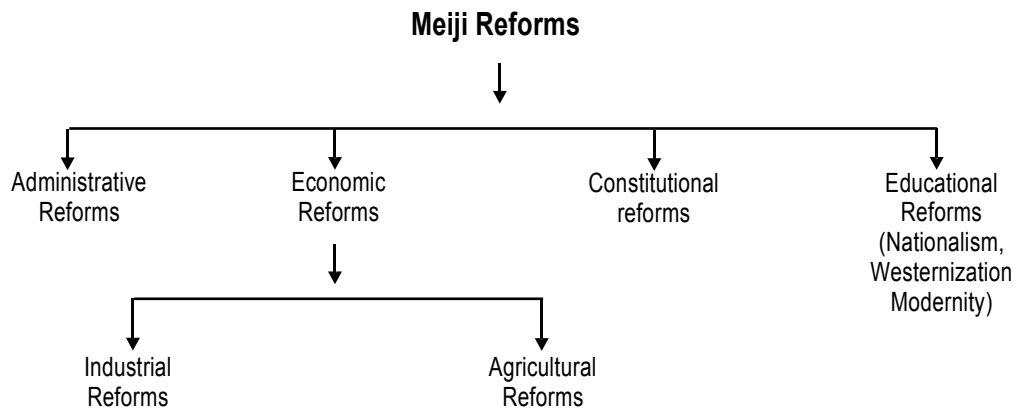 Meiji Reforms
Administrative
Reforms
Economic
Reforms
Constitutional
reforms
Educational
Reforms
(Nationalism,
Westernization
Modernity)
Industrial
Reforms
Agricultural
Reforms